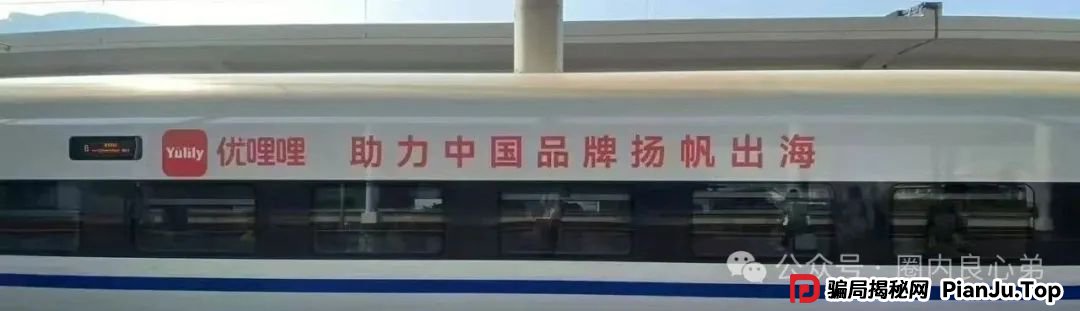 6
Yulily 优哩哩 助力中国品牌扬帆出海
公众号 · 圈内良心弟
骗局揭秘网 PianJu.Top